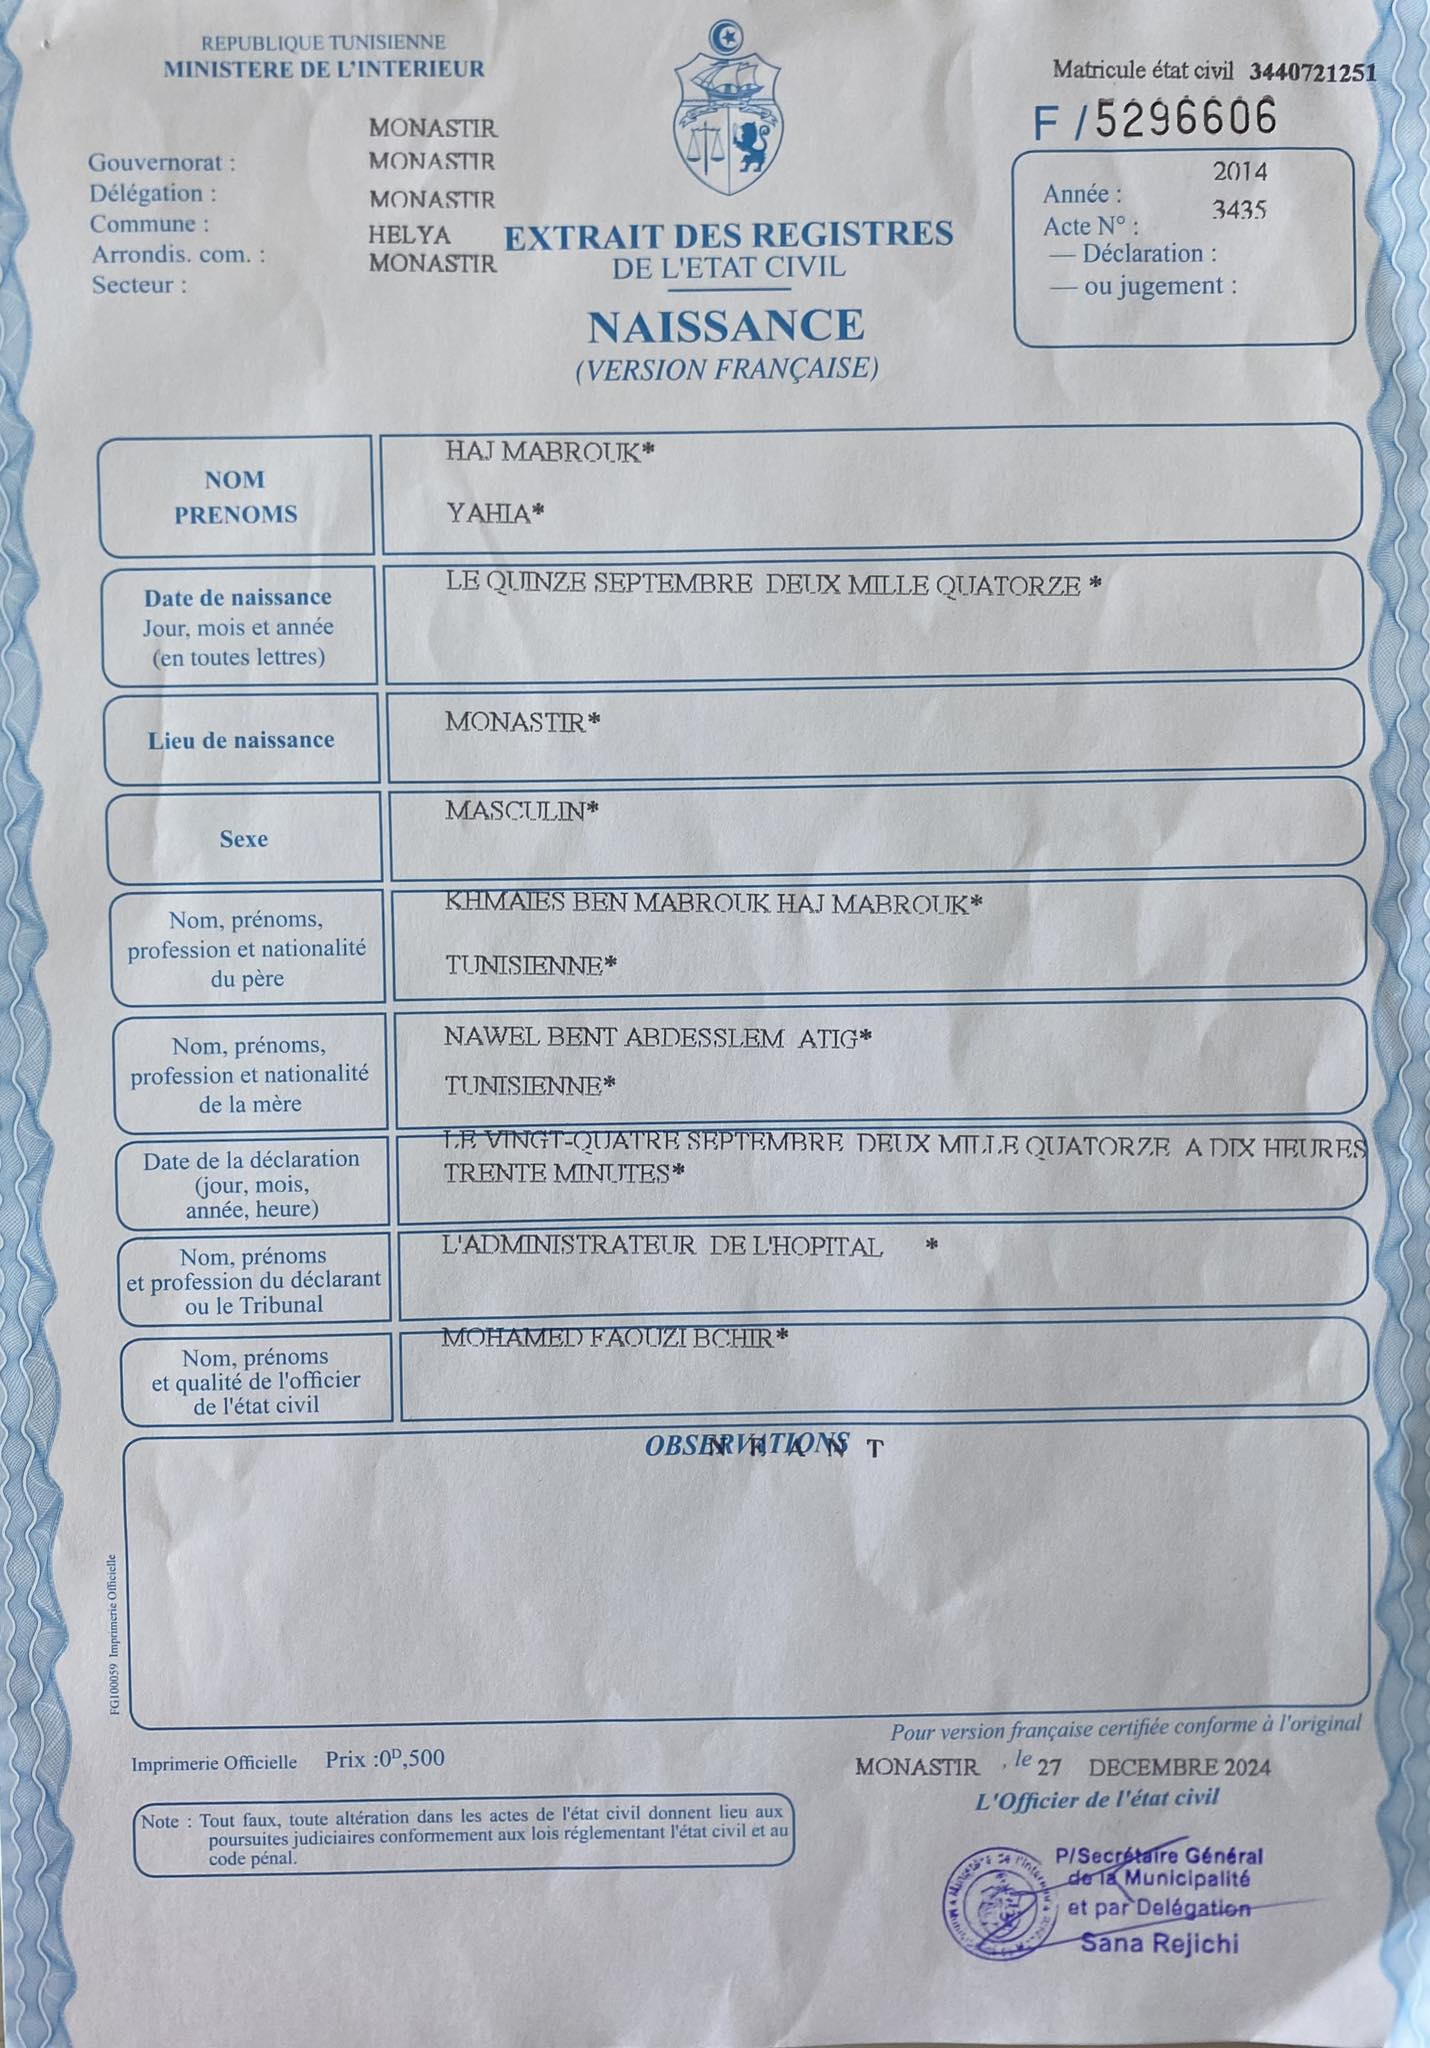 REPUBLIQUE TUNISIENNE
MINISTERE DE L'INTERIEUR
Matricule état civil 3440721251
F / 5296606
MONASTIR
Gouvernorat : MONASTIR
Délégation : MONASTIR
Commune : HELYA
Arrondis. com. : MONASTIR
Secteur :
EXTRAIT DES REGISTRES
DE L'ETAT CIVIL
NAISSANCE
(VERSION FRANÇAISE)
2014
Année :
3435
Acte N° :
— Déclaration :
— ou jugement :
NOM
PRENOMS
HAJ MABROUK*
YAHIA*
Date de naissance
Jour, mois et année
(en toutes lettres)
LE QUINZE SEPTEMBRE DEUX MILLE QUATORZE *
Lieu de naissance
MONASTIR*
Sexe
MASCULIN*
Nom, prénoms,
profession et nationalité
du père
KHMAIES BEN MABROUK HAJ MABROUK*
TUNISIENNE*
Nom, prénoms,
profession et nationalité
de la mère
NAWEL BENT ABDESSLEM ATIG*
TUNISIENNE*
Date de la déclaration
(jour, mois,
année, heure)
LE VINGT-QUATRE SEPTEMBRE DEUX MILLE QUATORZE A DIX HEURES
TRENTE MINUTES*
Nom, prénoms
et profession du déclarant
ou le Tribunal
L'ADMINISTRATEUR DE L'HOPITAL *
Nom, prénoms
et qualité de l'officier
de l'état civil
MOHAMED FAOUZI BCHIR*
OBSERVATIONS
N E A N T
FG100059 Imprimerie Officielle
Pour version française certifiée conforme à l'original
Imprimerie Officielle Prix :0D,500
MONASTIR , le 27 DECEMBRE 2024
L'Officier de l'état civil
Note : Tout faux, toute altération dans les actes de l'état civil donnent lieu aux
poursuites judiciaires conformement aux lois réglementant l'état civil et au
code pénal.
P/Secrétaire Général
de la Municipalité
et par Delégation
Sana Rejichi